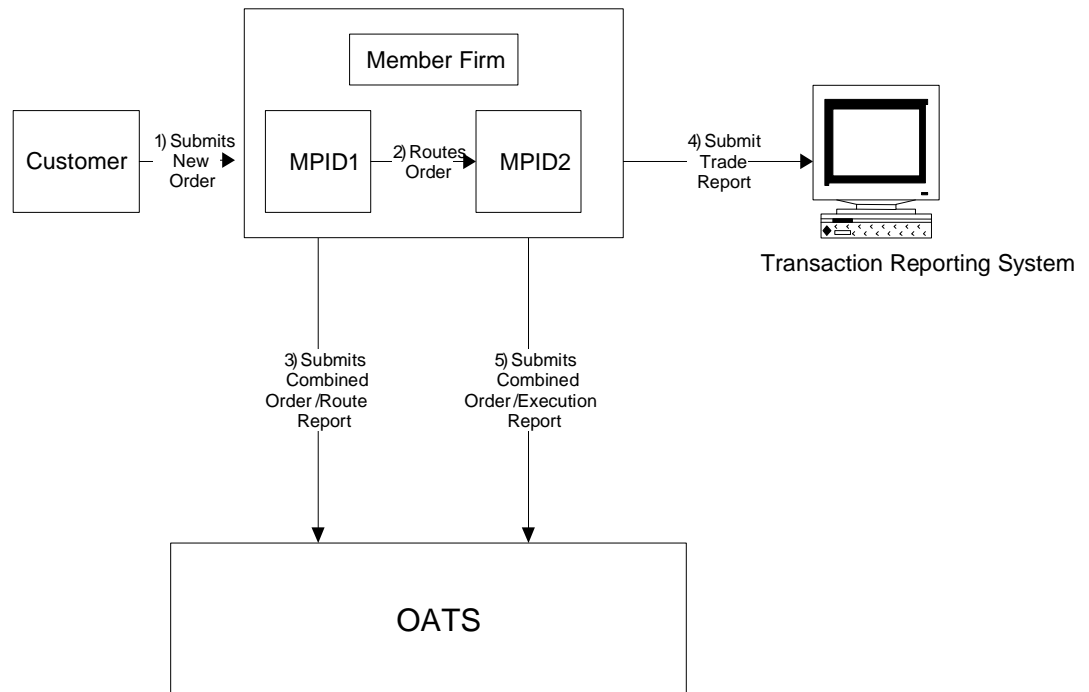 Member Firm
Customer
1) Submits
New
Order
MPID1
2) Routes
Order
MPID2
4) Submit
Trade
Report
Transaction Reporting System
3) Submits
Combined
Order/Route
Report
5) Submits
Combined
Order/Execution
Report
OATS